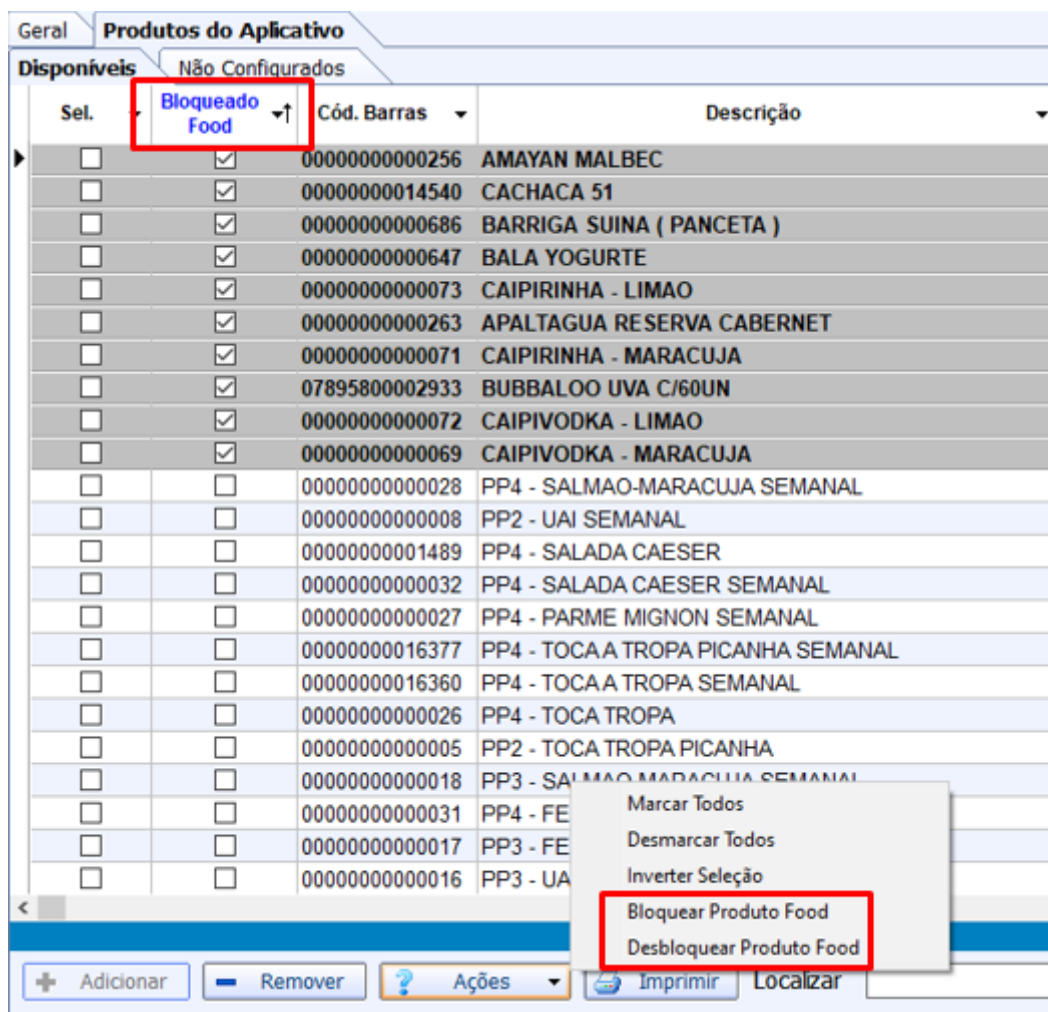 Geral Produtos do Aplicativo
Disponíveis Não Configurados
Sel. Bloqueado Food Cód. Barras Descrição
00000000000256 AMAYAN MALBEC
00000000014540 CACHACA 51
00000000000686 BARRIGA SUINA ( PANCETA )
00000000000647 BALA YOGURTE
00000000000073 CAIPIRINHA - LIMAO
00000000000263 APALTAGUA RESERVA CABERNET
00000000000071 CAIPIRINHA - MARACUJA
07895800002933 BUBBALOO UVA C/60UN
00000000000072 CAIPIVODKA - LIMAO
00000000000069 CAIPIVODKA - MARACUJA
00000000000028 PP4 - SALMAO-MARACUJA SEMANAL
00000000000008 PP2 - UAI SEMANAL
00000000001489 PP4 - SALADA CAESER
00000000000032 PP4 - SALADA CAESER SEMANAL
00000000000027 PP4 - PARME MIGNON SEMANAL
00000000016377 PP4 - TOCA A TROPA PICANHA SEMANAL
00000000016360 PP4 - TOCA A TROPA SEMANAL
00000000000026 PP4 - TOCA TROPA
00000000000005 PP2 - TOCA TROPA PICANHA
00000000000018 PP3 - SALMAO MARACUJA SEMANAL
00000000000031 PP4 - FE
00000000000017 PP3 - FE
00000000000016 PP3 - UA
Marcar Todos
Desmarcar Todos
Inverter Seleção
Bloquear Produto Food
Desbloquear Produto Food
Adicionar Remover Ações Imprimir Localizar